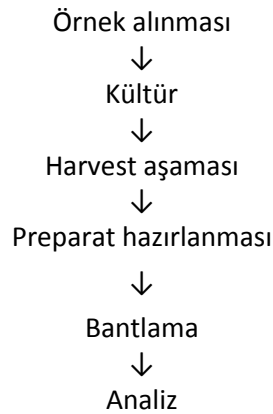 Örnek alınması
↓
Kültür
↓
Harvest aşaması
↓
Preparat hazırlanması
↓
Bantlama
↓
Analiz